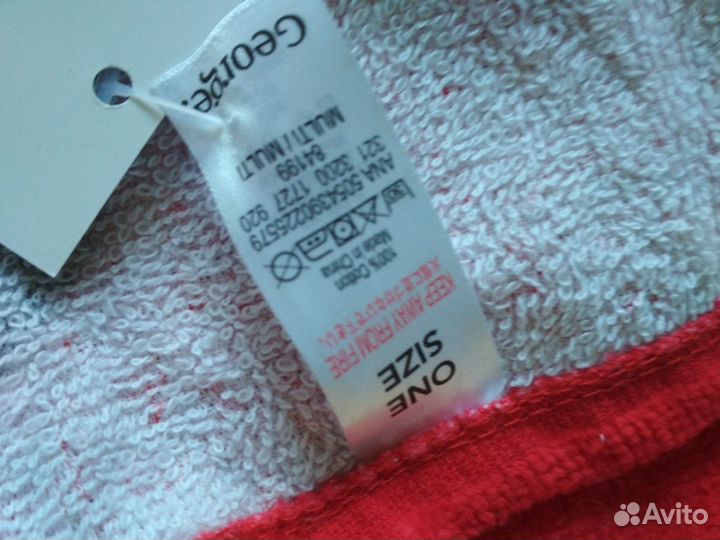 ONE
SIZE
KEEP AWAY FROM FIRE
100% Cotton
Made in China
ANA 5054390225579
321 3200 1727 920
84199
MULTI / MULTI
George.
Avito